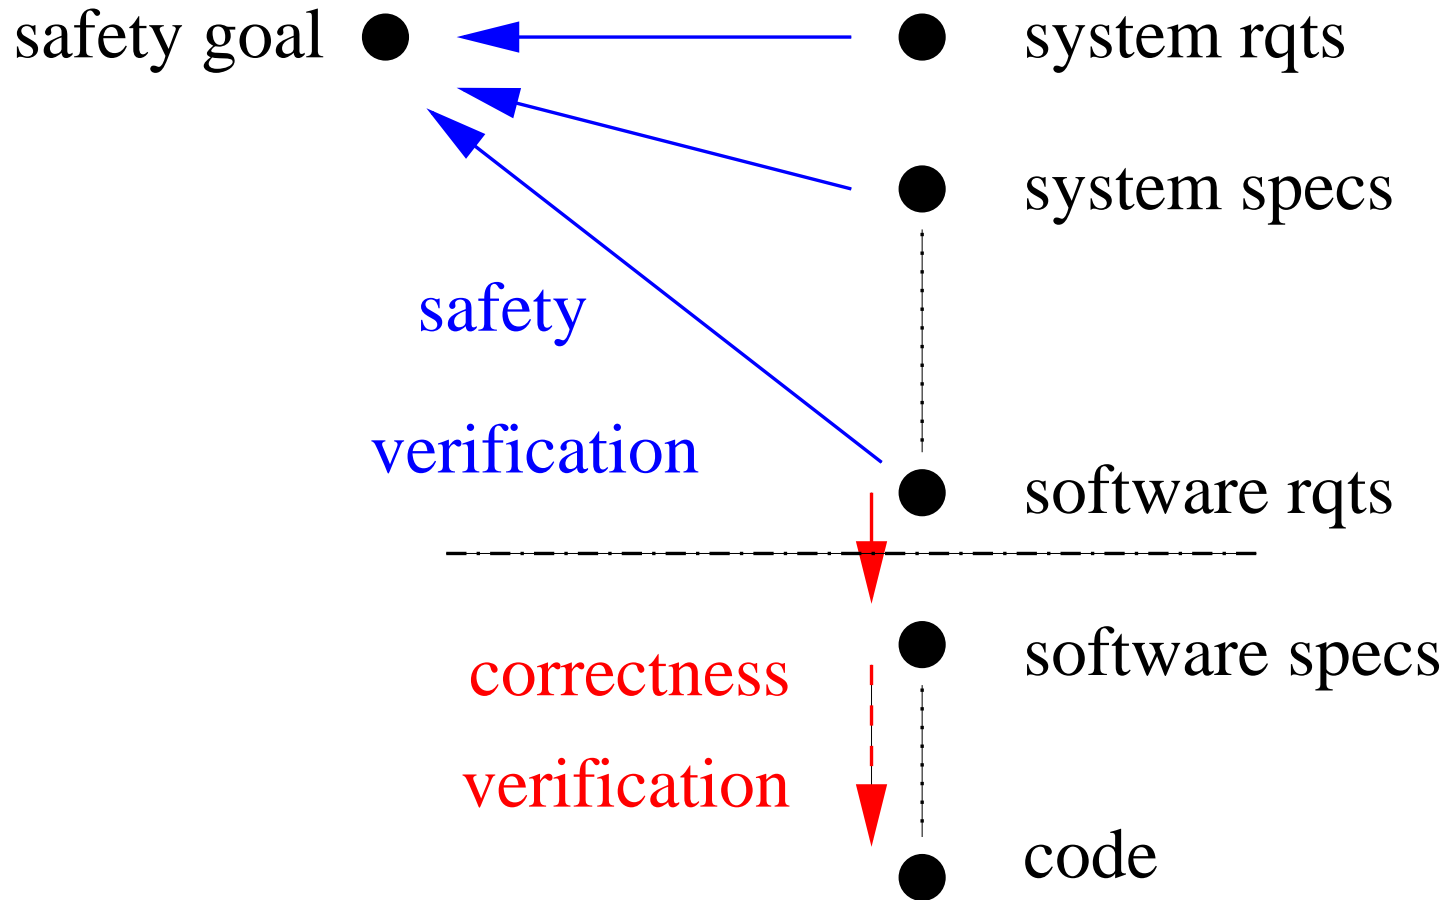 safety goal
system rqts
system specs
safety
verification
software rqts
correctness
software specs
verification
code